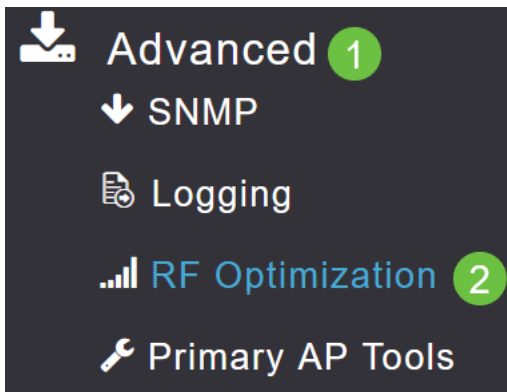 Advanced 1
SNMP
Logging
RF Optimization 2
Primary AP Tools